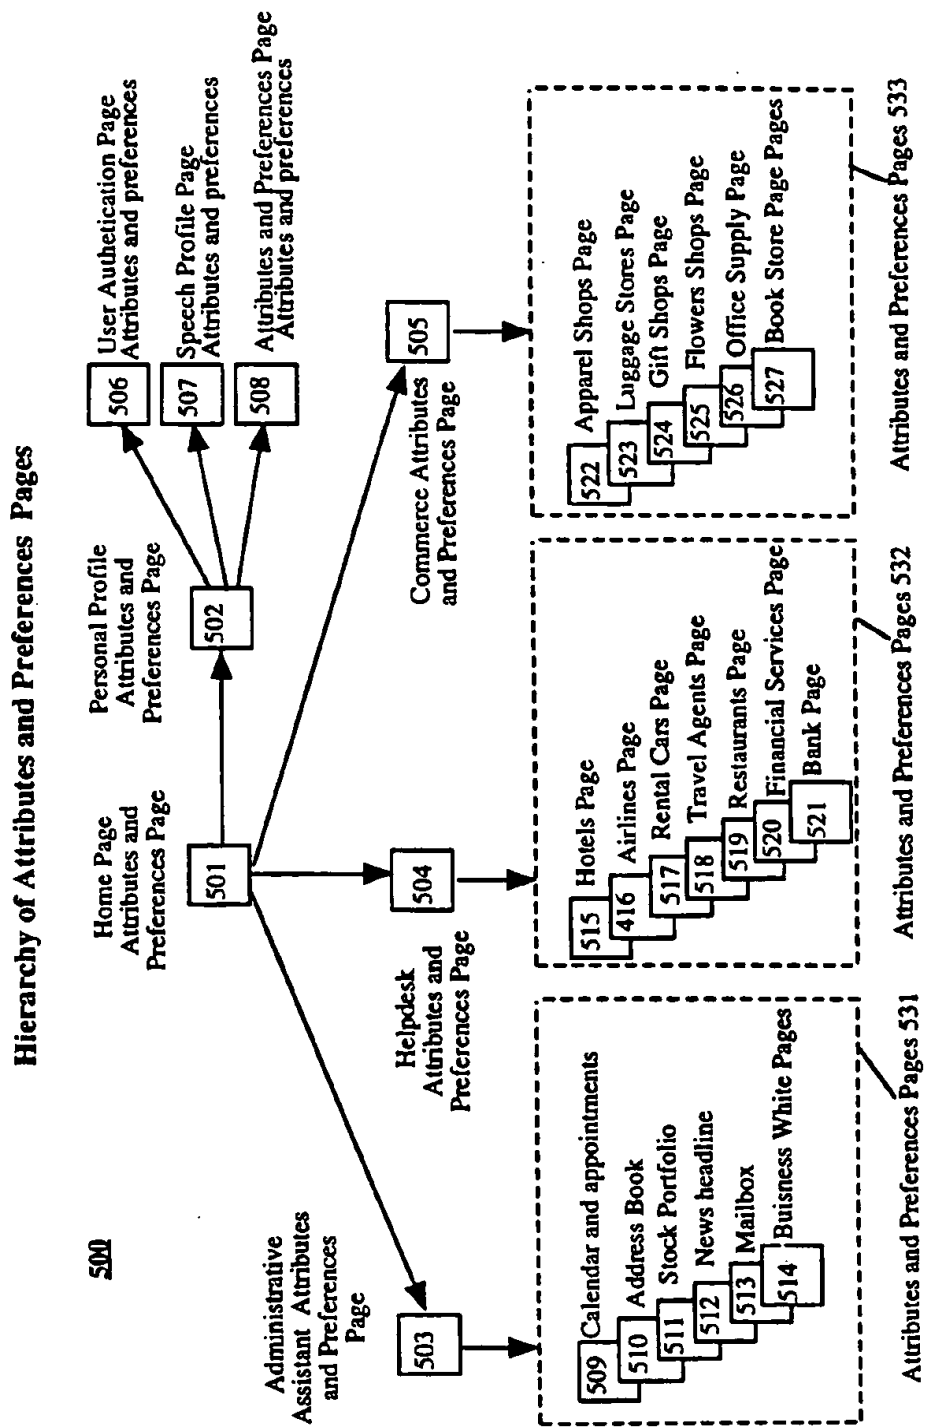 Hierarchy of Attributes and Preferences Pages
500
Home Page
Attributes and
Preferences Page
501
Personal Profile
Attributes and
Preferences Page
502
506
User Authetication Page
Attributes and preferences
507
Speech Profile Page
Attributes and preferences
508
Attributes and Preferences Page
Attributes and preferences
Administrative
Assistant Attributes
and Preferences
Page
503
Helpdesk
Attributes and
Preferences Page
504
Commerce Attributes
and Preferences Page
505
509
Calendar and appointments
510
Address Book
511
Stock Portfolio
512
News headline
513
Mailbox
514
Buisness White Pages
Attributes and Preferences Pages 531
515
Hotels Page
416
Airlines Page
517
Rental Cars Page
518
Travel Agents Page
519
Restaurants Page
520
Financial Services Page
521
Bank Page
Attributes and Preferences Pages 532
522
Apparel Shops Page
523
Luggage Stores Page
524
Gift Shops Page
525
Flowers Shops Page
526
Office Supply Page
527
Book Store Page Pages
Attributes and Preferences Pages 533